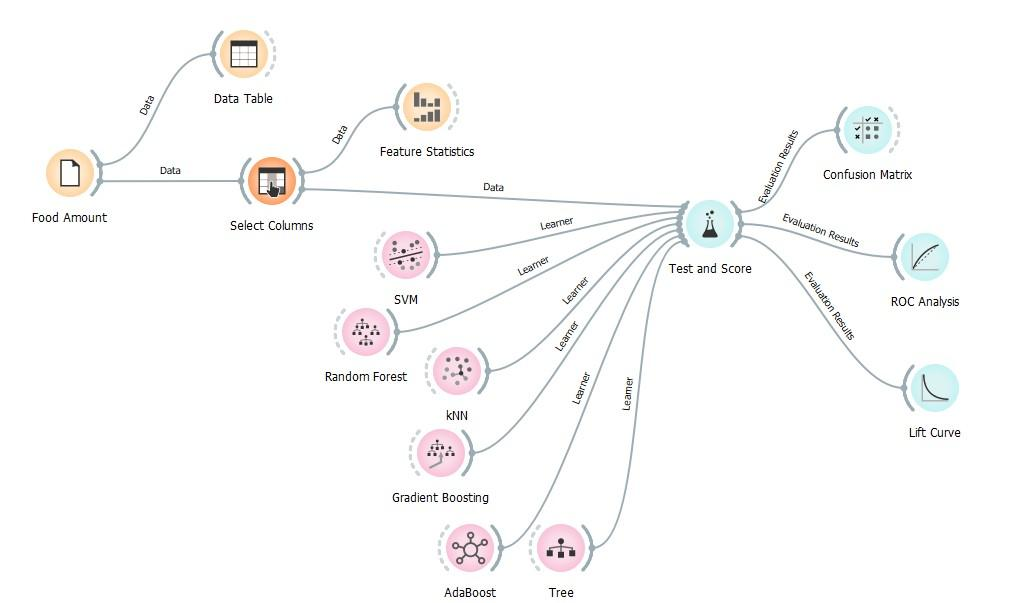 Data Table
Data
Feature Statistics
Data
Confusion Matrix
Evaluation Results
Food Amount
Data
Select Columns
Data
Test and Score
Evaluation Results
ROC Analysis
Learner
SVM
Learner
Random Forest
Learner
kNN
Learner
Evaluation Results
Lift Curve
Gradient Boosting
Learner
Learner
AdaBoost
Tree